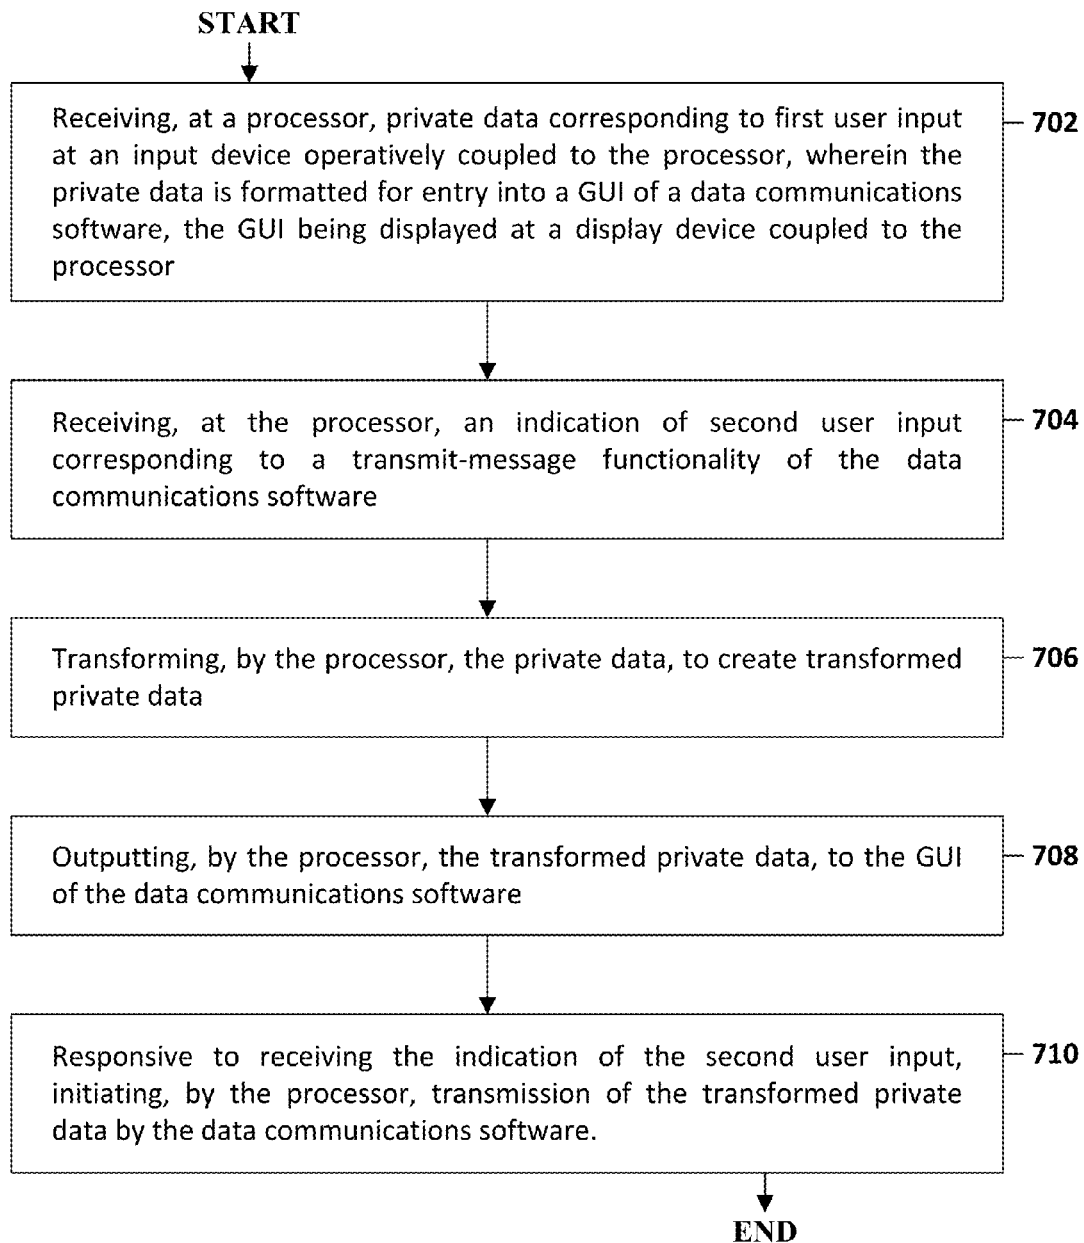 START
Receiving, at a processor, private data corresponding to first user input
702
at an input device operatively coupled to the processor, wherein the
private data is formatted for entry into a GUI of a data communications
software, the GUI being displayed at a display device coupled to the
processor
Receiving, at the processor, an indication of second user input
704
corresponding to a transmit-message functionality of the data
communications software
Transforming, by the processor, the private data, to create transformed
706
private data
Outputting, by the processor, the transformed private data, to the GUI
708
of the data communications software
Responsive to receiving the indication of the second user input,
710
initiating, by the processor, transmission of the transformed private
data by the data communications software.
END